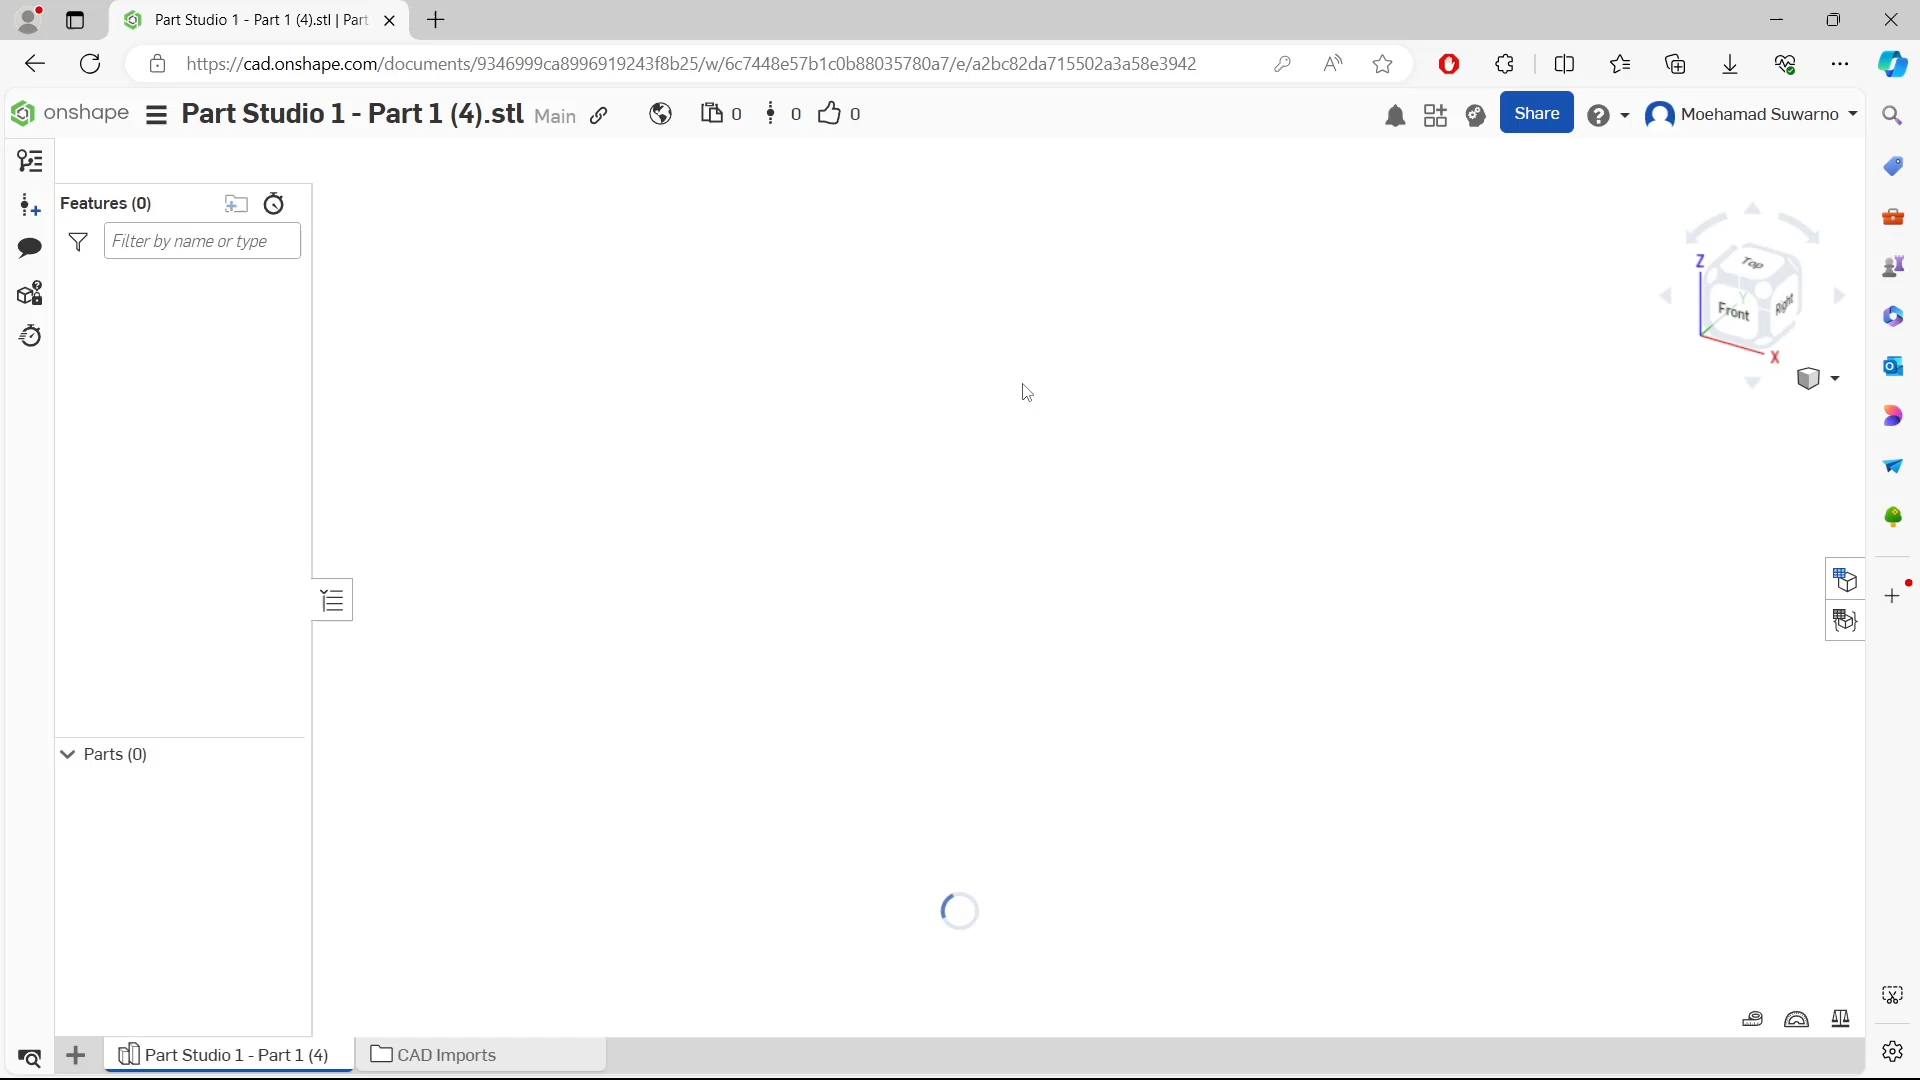 Part Studio 1 - Part 1 (4).stl | Part
https://cad.onshape.com/documents/9346999ca8996919243f8b25/w/6c7448e57b1c0b88035780a7/e/a2bc82da715502a3a58e3942
onshape Part Studio 1 - Part 1 (4).stl Main 0 0 0 Share Moehamad Suwarno
Features (0)
Filter by name or type
Top
Z
Y
Front Right
X
Parts (0)
Part Studio 1 - Part 1 (4) CAD Imports